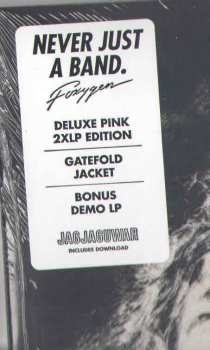 NEVER JUST
A BAND.
Foxygen
DELUXE PINK
2XLP EDITION
GATEFOLD
JACKET
BONUS
DEMO LP
JAGJAGUWAR
INCLUDES DOWNLOAD